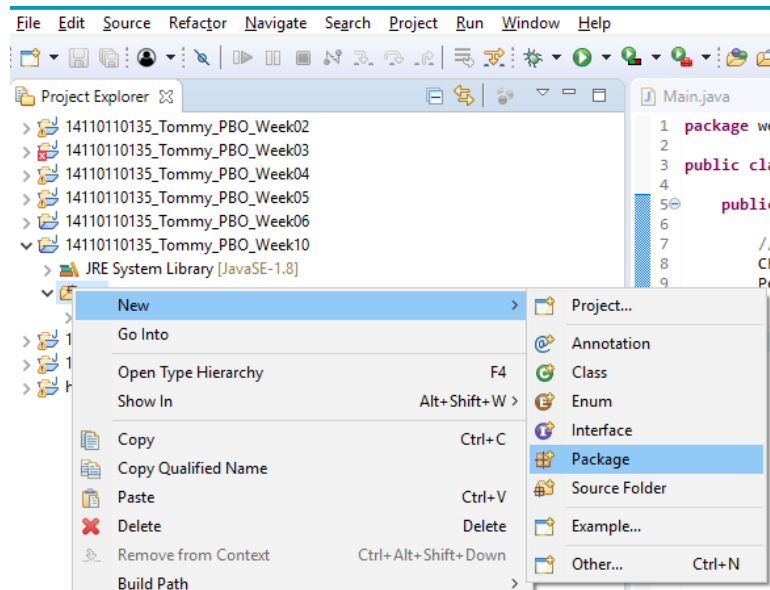 File Edit Source Refactor Navigate Search Project Run Window Help
Project Explorer
Main.java
14110110135_Tommy_PBO_Week02
14110110135_Tommy_PBO_Week03
14110110135_Tommy_PBO_Week04
14110110135_Tommy_PBO_Week05
14110110135_Tommy_PBO_Week06
14110110135_Tommy_PBO_Week10
JRE System Library [JavaSE-1.8]
1
1
h
1 package we
2
3 public cla
4
5 public
6
7 //
8
9
New
Go Into
Open Type Hierarchy F4
Show In Alt+Shift+W
Copy Ctrl+C
Copy Qualified Name
Paste Ctrl+V
Delete Delete
Remove from Context Ctrl+Alt+Shift+Down
Build Path
Project...
Annotation
Class
Enum
Interface
Package
Source Folder
Example...
Other... Ctrl+N